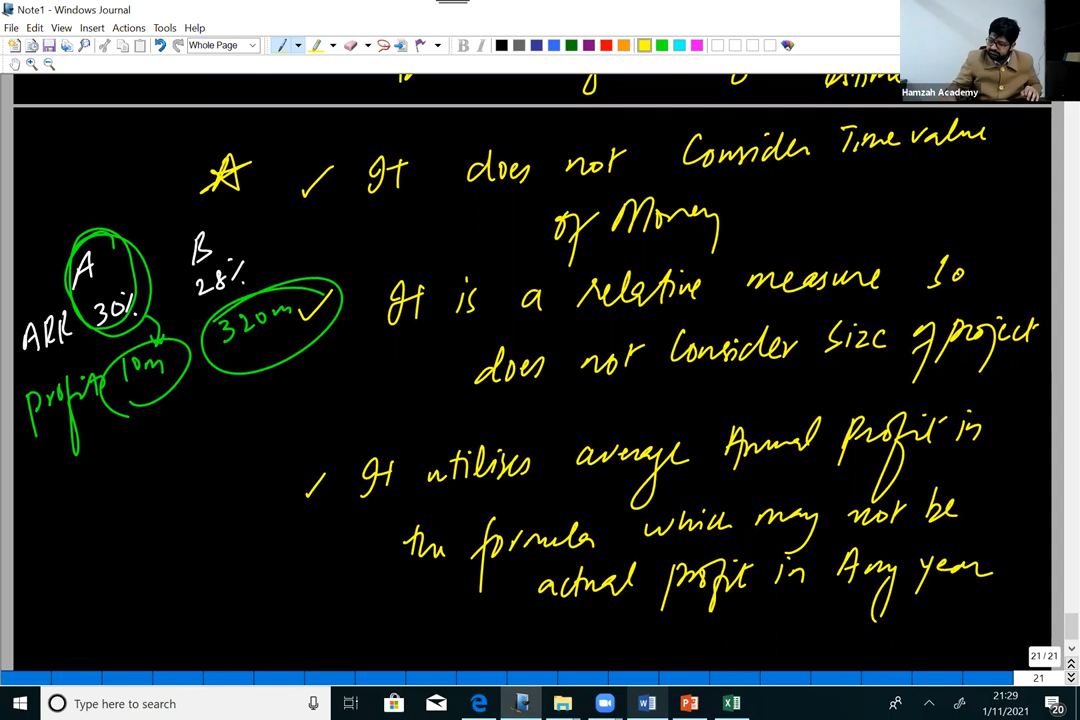 Note1 - Windows Journal
File Edit View Insert Actions Tools Help
Whole Page
B I
Hamzah Academy
A It does not Consider Time value
of Money
A B
ARR 30% 28%
profits 10m 320m
It is a relative measure so
does not consider size of project
It utilises average Annual profit in
the formula which may not be
actual profit in Any year
21 / 21
21
Type here to search
21:29
1/11/2021
20